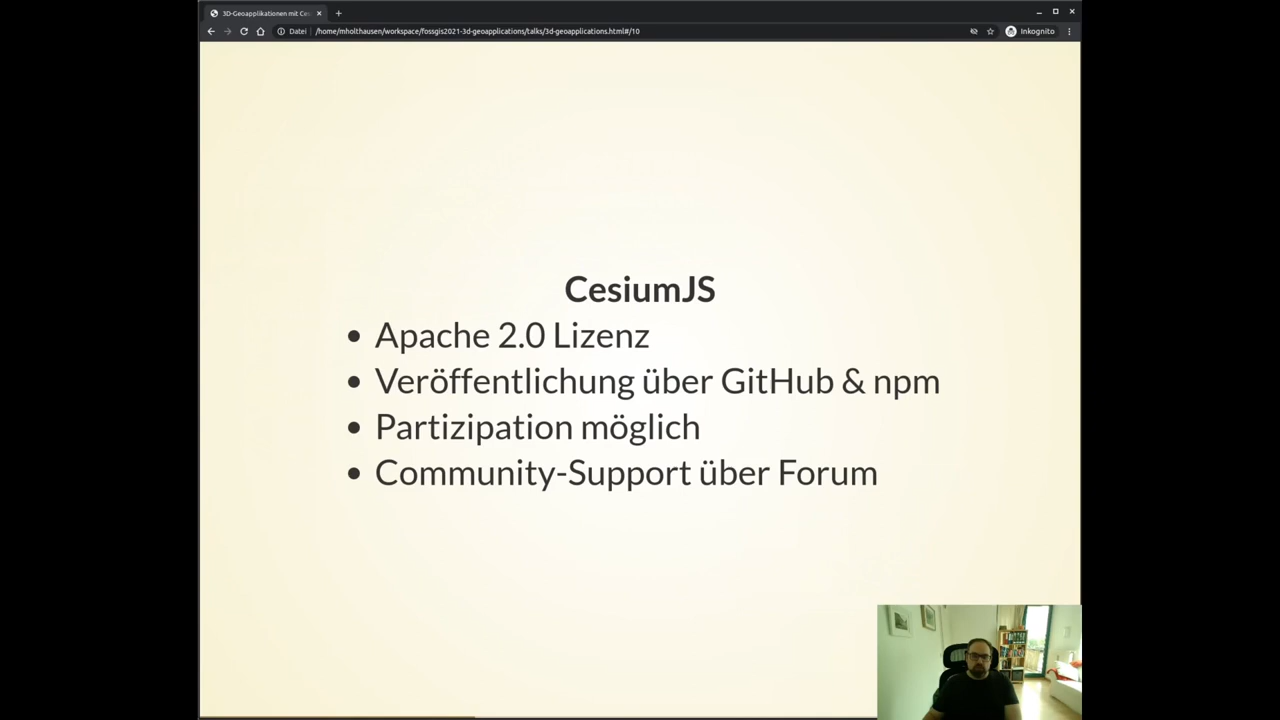 3D-Geoapplikationen mit Ces
Datei
/home/mholthausen/workspace/fossgis2021-3d-geoapplications/talks/3d-geoapplications.html#/10
Inkognito
CesiumJS
Apache 2.0 Lizenz
Veröffentlichung über GitHub & npm
Partizipation möglich
Community-Support über Forum